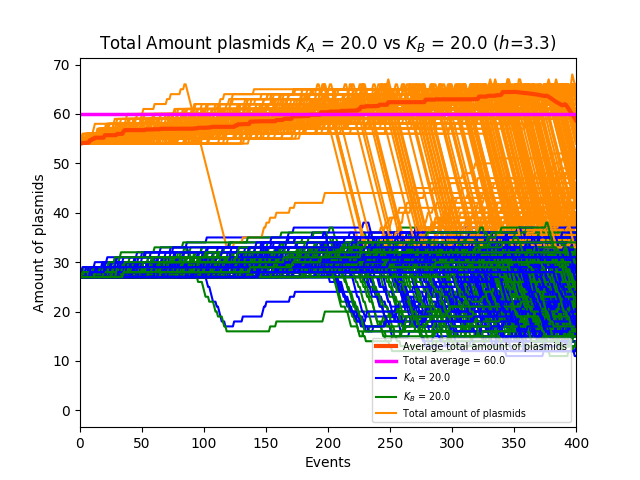 Total Amount plasmids K_A = 20.0 vs K_B = 20.0 (h=3.3)
70
60
50
40
30
20
10
0
Amount of plasmids
Average total amount of plasmids
Total average = 60.0
K_A = 20.0
K_B = 20.0
Total amount of plasmids
0 50 100 150 200 250 300 350 400
Events